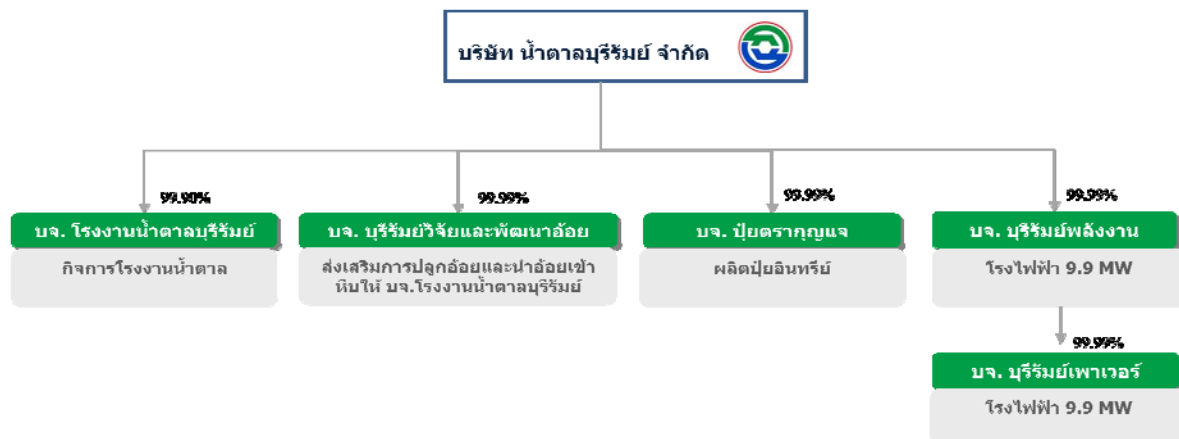 บริษัท น้ำตาลบุรีรัมย์ จำกัด
99.90%
บจ. โรงงานน้ำตาลบุรีรัมย์
กิจการโรงงานน้ำตาล
99.99%
บจ. บุรีรัมย์วิจัยและพัฒนาอ้อย
ส่งเสริมการปลูกอ้อยและนำอ้อยเข้า
หีบให้ บจ.โรงงานน้ำตาลบุรีรัมย์
99.99%
บจ. ปุ๋ยตรากุญแจ
ผลิตปุ๋ยอินทรีย์
99.99%
บจ. บุรีรัมย์พลังงาน
โรงไฟฟ้า 9.9 MW
99.99%
บจ. บุรีรัมย์เพาเวอร์
โรงไฟฟ้า 9.9 MW